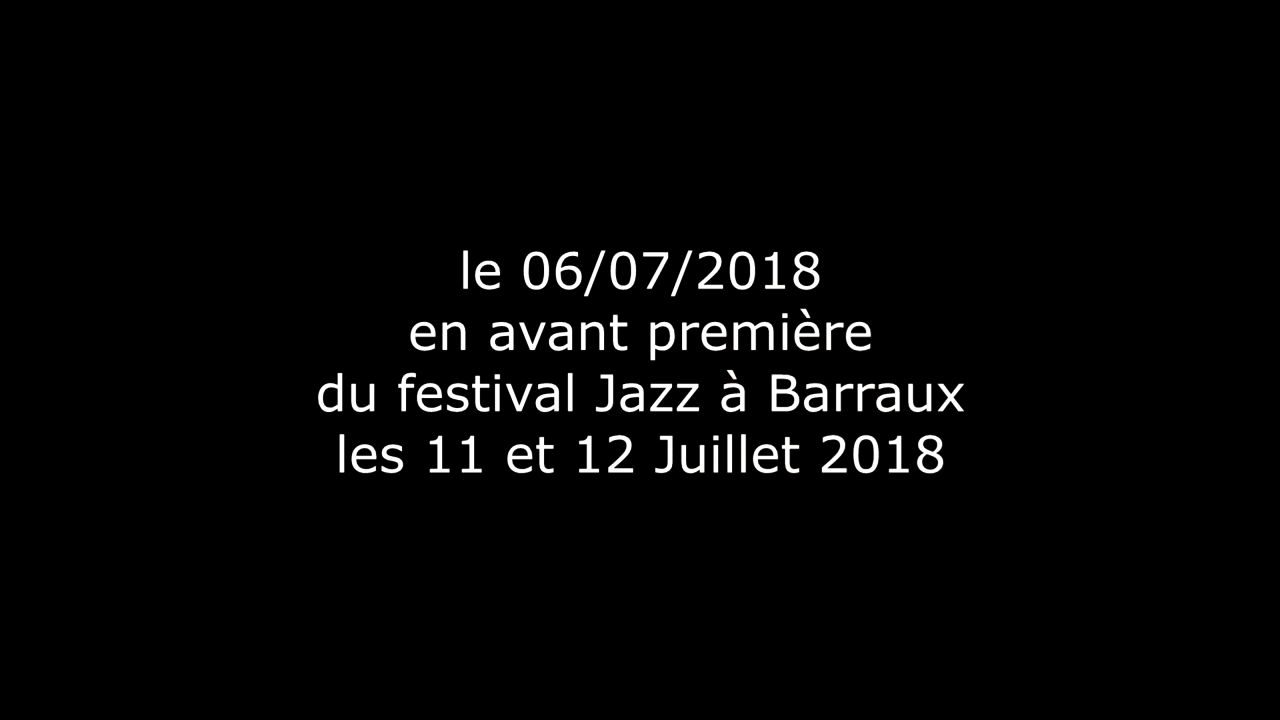 le 06/07/2018
en avant première
du festival Jazz à Barraux
les 11 et 12 Juillet 2018